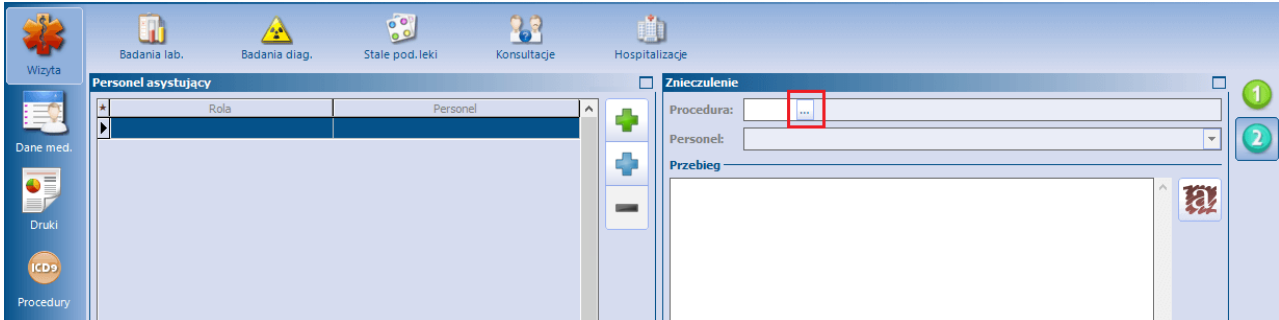 Wizyta
Badania lab.
Badania diag.
Stale pod.leki
Konsultacje
Hospitalizacje
Personel asystujący
Znieczulenie
* Rola Personel
Procedura: ...
Personel:
Przebieg
a
1
2
Dane med.
Druki
ICD9
Procedury